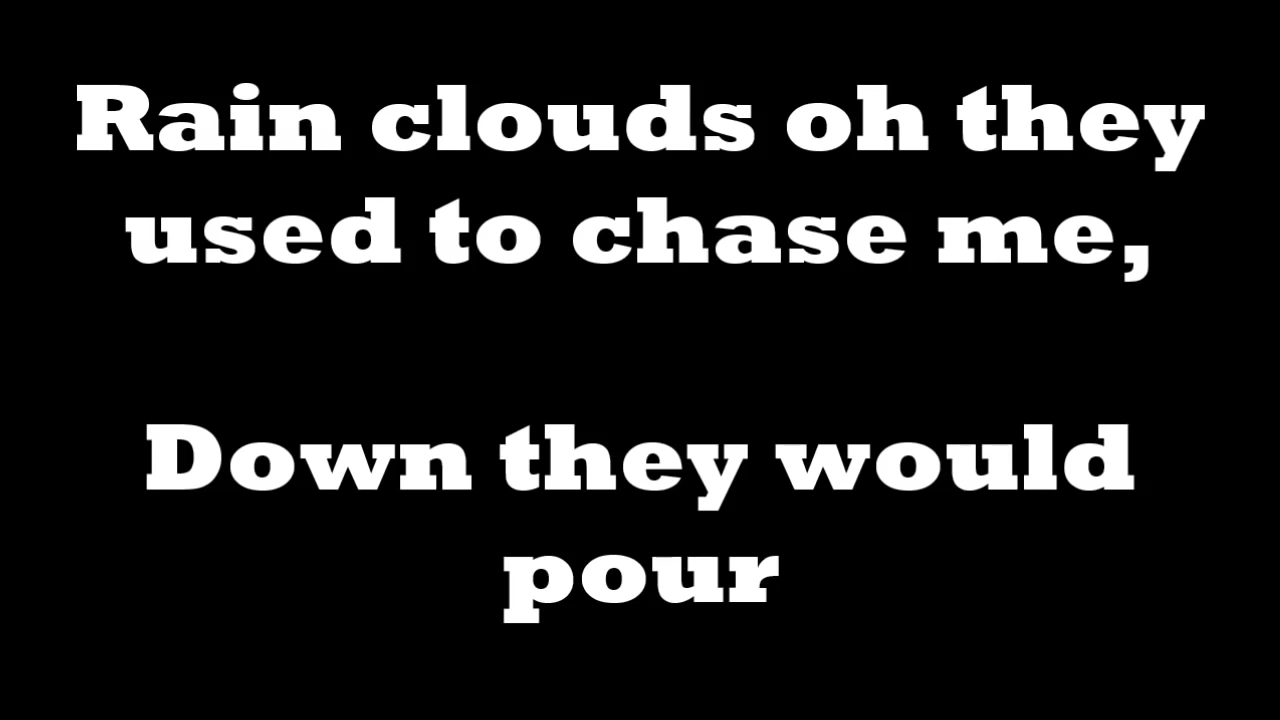 Rain clouds oh they
used to chase me,
Down they would
pour